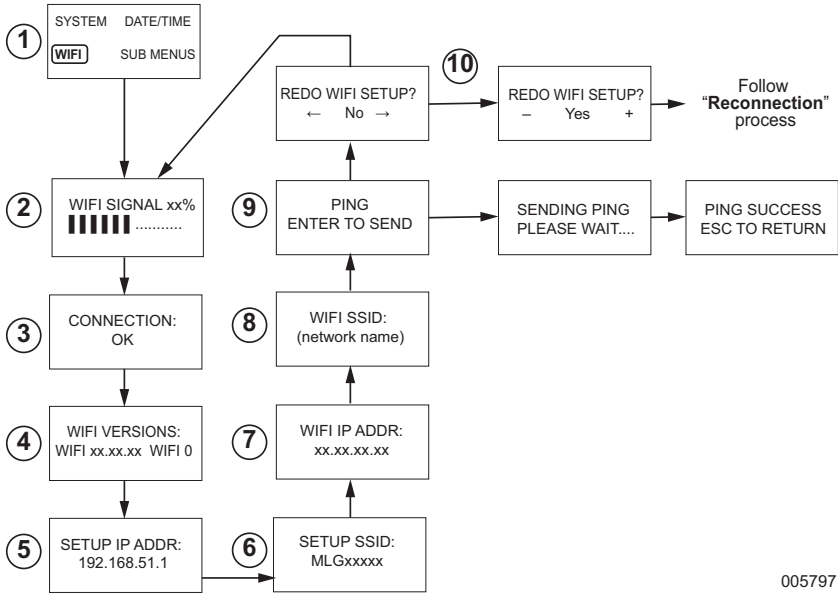 1
SYSTEM DATE/TIME
WIFI SUB MENUS
2
WIFI SIGNAL xx%
...........
3
CONNECTION:
OK
4
WIFI VERSIONS:
WIFI xx.xx.xx WIFI 0
5
SETUP IP ADDR:
192.168.51.1
6
SETUP SSID:
MLGxxxxx
7
WIFI IP ADDR:
xx.xx.xx.xx
8
WIFI SSID:
(network name)
9
PING
ENTER TO SEND
SENDING PING
PLEASE WAIT....
PING SUCCESS
ESC TO RETURN
REDO WIFI SETUP?
← No →
10
REDO WIFI SETUP?
– Yes +
Follow
“Reconnection”
process
005797